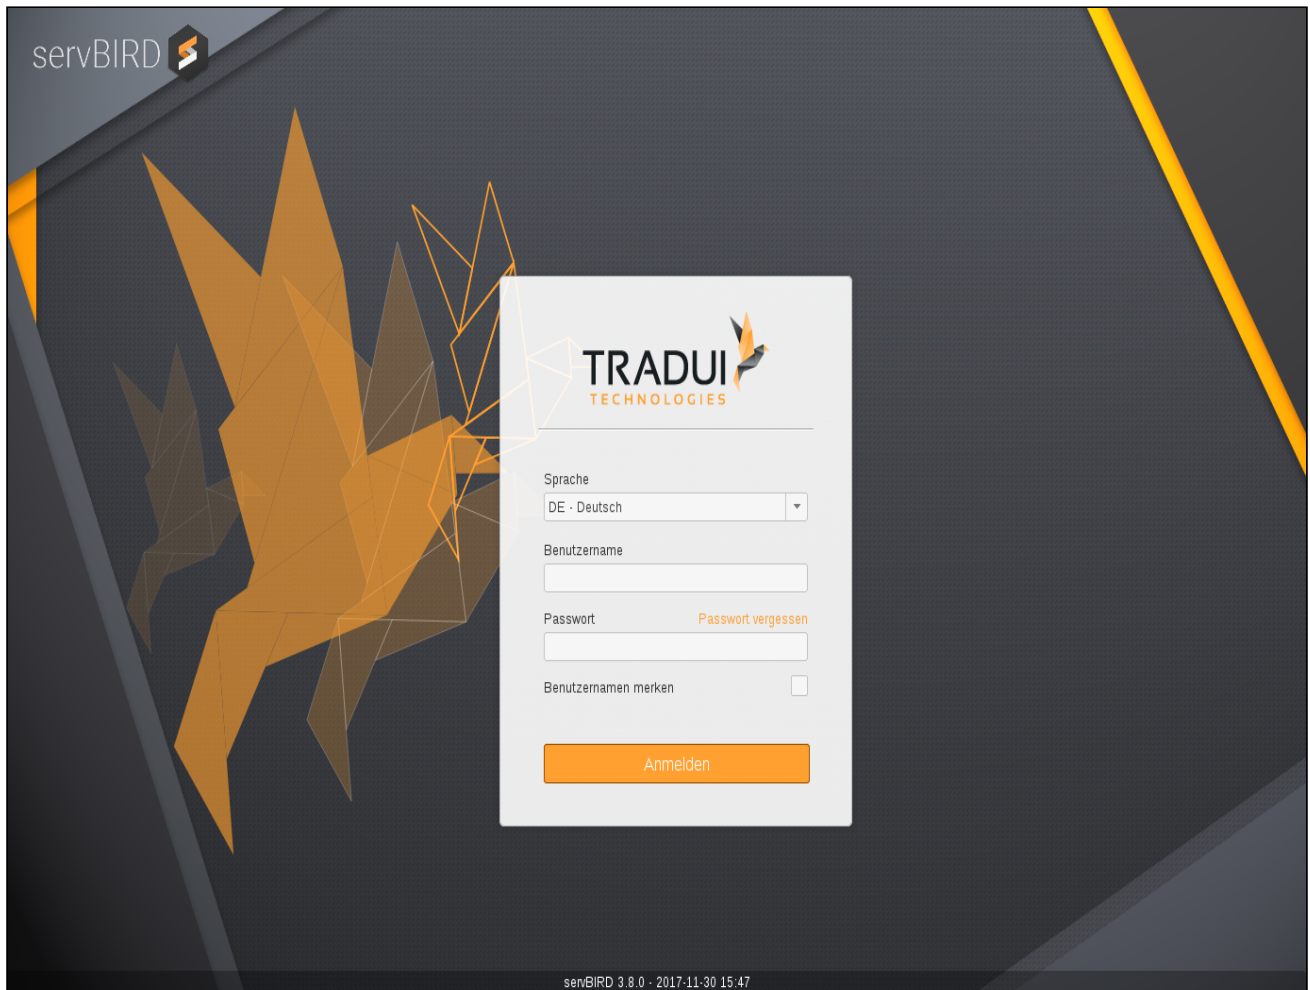 servBIRD
TRADUI
TECHNOLOGIES
Sprache
DE - Deutsch
Benutzername
Passwort Passwort vergessen
Benutzernamen merken
Anmelden
servBIRD 3.8.0 - 2017-11-30 15:47